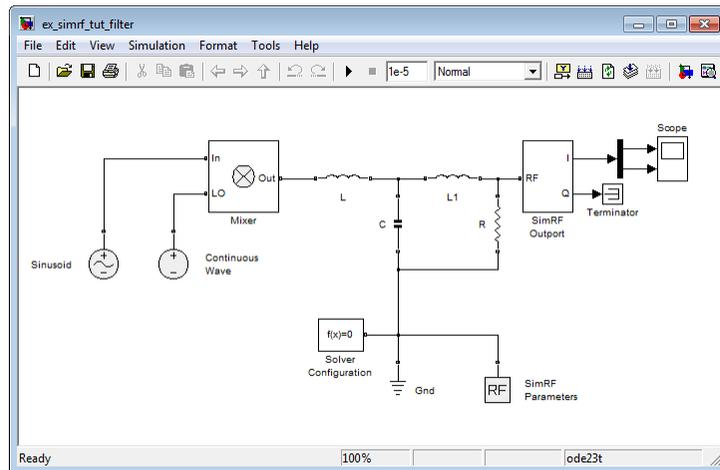 ex_simrf_tut_filter
File Edit View Simulation Format Tools Help
1e-5 Normal
Scope
In
Out
LO
Mixer
L
L1
RF
I
Q
SimRF
Outport
Terminator
C
R
Sinusoid
Continuous
Wave
f(x)=0
Solver
Configuration
Gnd
RF
SimRF
Parameters
Ready 100% ode23t